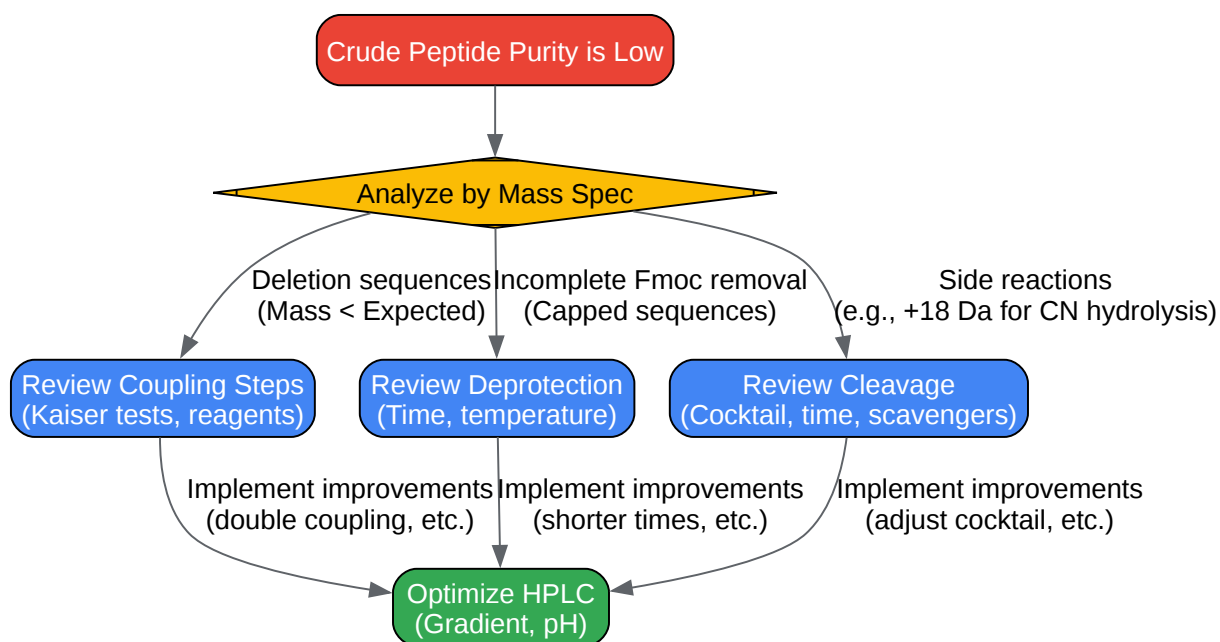 Crude Peptide Purity is Low
Analyze by Mass Spec
Deletion sequences
(Mass < Expected)
Incomplete Fmoc removal
(Capped sequences)
Side reactions
(e.g., +18 Da for CN hydrolysis)
Review Coupling Steps
(Kaiser tests, reagents)
Review Deprotection
(Time, temperature)
Review Cleavage
(Cocktail, time, scavengers)
Implement improvements
(double coupling, etc.)
Implement improvements
(shorter times, etc.)
Implement improvements
(adjust cocktail, etc.)
Optimize HPLC
(Gradient, pH)